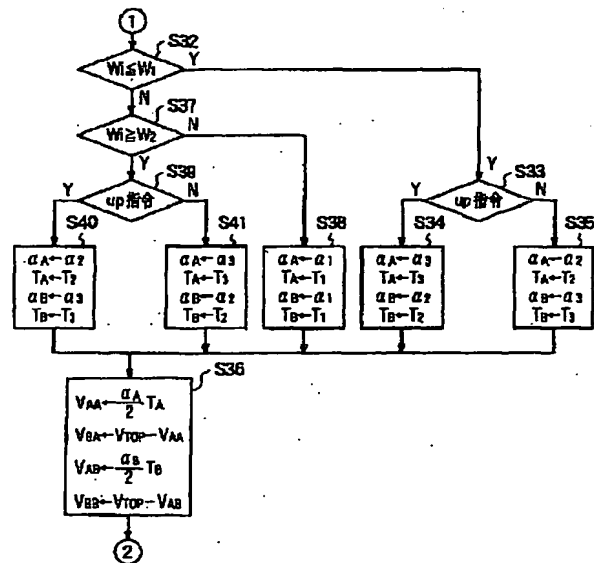 1
S32
Wi≦W1
Y
N
S37
Wi≧W2
N
Y
Y
S39
up指令
Y
N
S33
up指令
Y
N
S40
αA←α2
TA←T2
αB←α3
TB←T3
S41
αA←α3
TA←T3
αB←α2
TB←T2
S38
αA←α1
TA←T1
αB←α1
TB←T1
S34
αA←α3
TA←T3
αB←α2
TB←T2
S35
αA←α2
TA←T2
αB←α3
TB←T3
S36
VAA←αA/2 TA
VBA←VTOP−VAA
VAB←αB/2 TB
VBB←VTOP−VAB
2